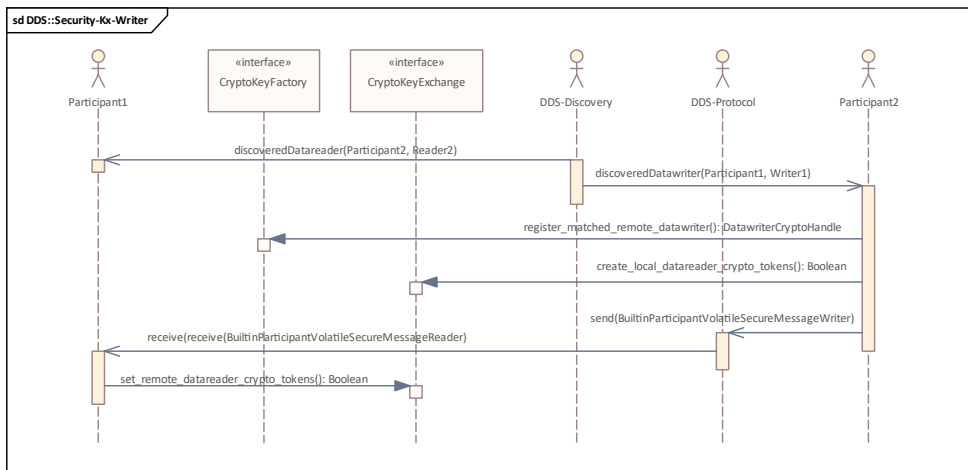 sd DDS::Security-Kx-Writer
«interface»
CryptoKeyFactory
«interface»
CryptoKeyExchange
Participant1
DDS-Discovery
DDS-Protocol
Participant2
discoveredDatareader(Participant2, Reader2)
discoveredDatawriter(Participant1, Writer1)
register_matched_remote_datawriter(): DatawriterCryptoHandle
create_local_datareader_crypto_tokens(): Boolean
send(BuiltinParticipantVolatileSecureMessageWriter)
receive(receive(BuiltinParticipantVolatileSecureMessageReader)
set_remote_datareader_crypto_tokens(): Boolean